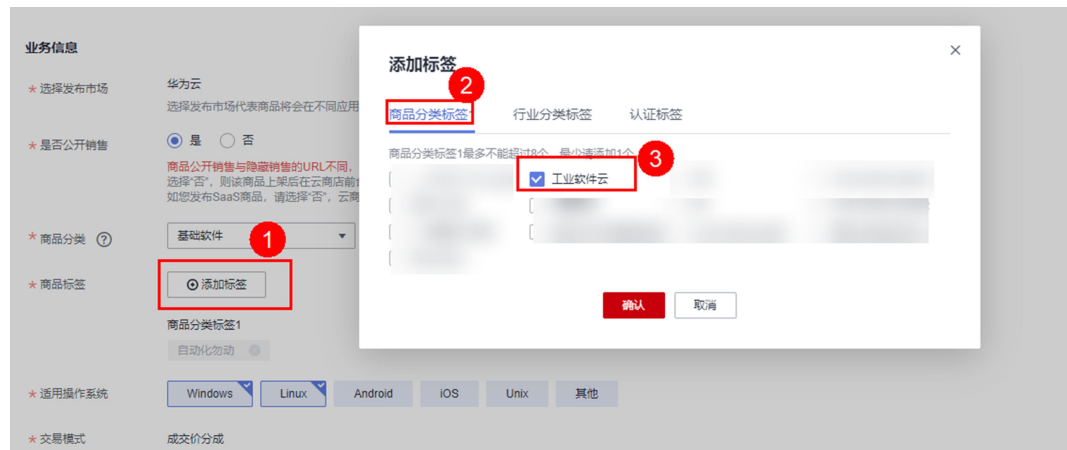 业务信息
* 选择发布市场
华为云
选择发布市场代表商品将会在不同应用
* 是否公开销售
是
否
商品公开销售与隐藏销售的URL不同,
选择“否”，则该商品上架后在云商店前台
如您发布SaaS商品，请选择“否”，云商
* 商品分类 ?
基础软件
1
* 商品标签
添加标签
商品分类标签1
自动化勿动
* 适用操作系统
Windows
Linux
Android
iOS
Unix
其他
* 交易模式
成交价分成
添加标签
2
商品分类标签1
行业分类标签
认证标签
商品分类标签1最多不能超过8个，最少请添加1个
3
工业软件云
确认
取消